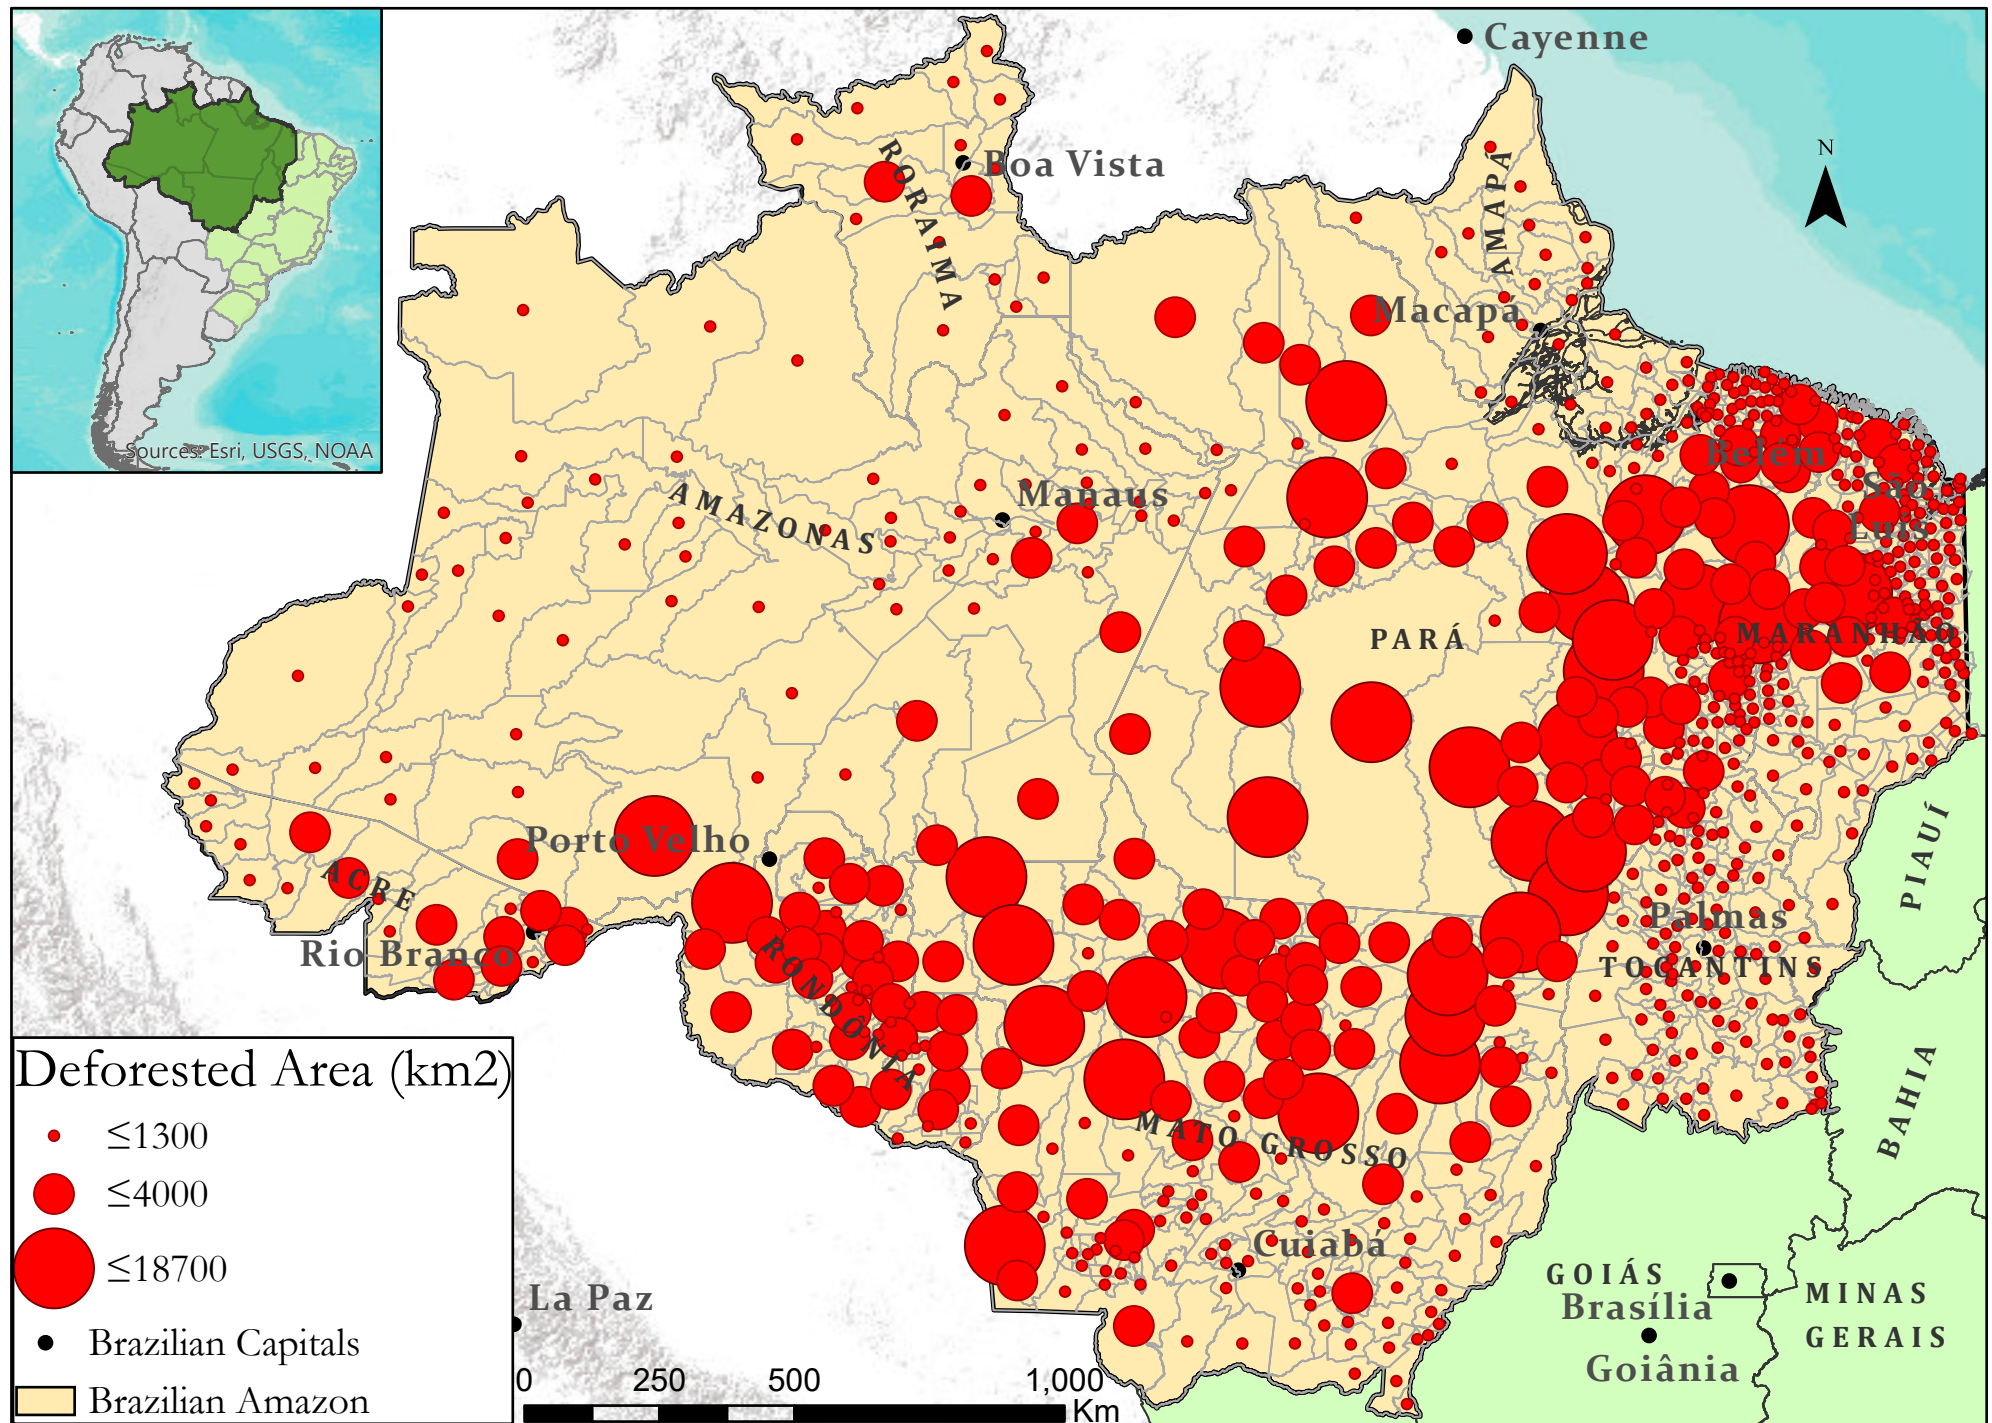 Cayenne
N
Boa Vista
RORAIMA
AMAPÁ
Macapá
Sources: Esri, USGS, NOAA
Belém
Manaus
São
Luís
AMAZONAS
PARÁ
MARANHÃO
Porto Velho
ACRE
PIAUÍ
Palmas
Rio Branco
TOCANTINS
RONDÔNIA
BAHIA
MATO GROSSO
Cuiabá
GOIÁS
Brasília
MINAS
GERAIS
Goiânia
La Paz
Deforested Area (km2)
≤1300
≤4000
≤18700
Brazilian Capitals
Brazilian Amazon
0 250 500 1,000
Km